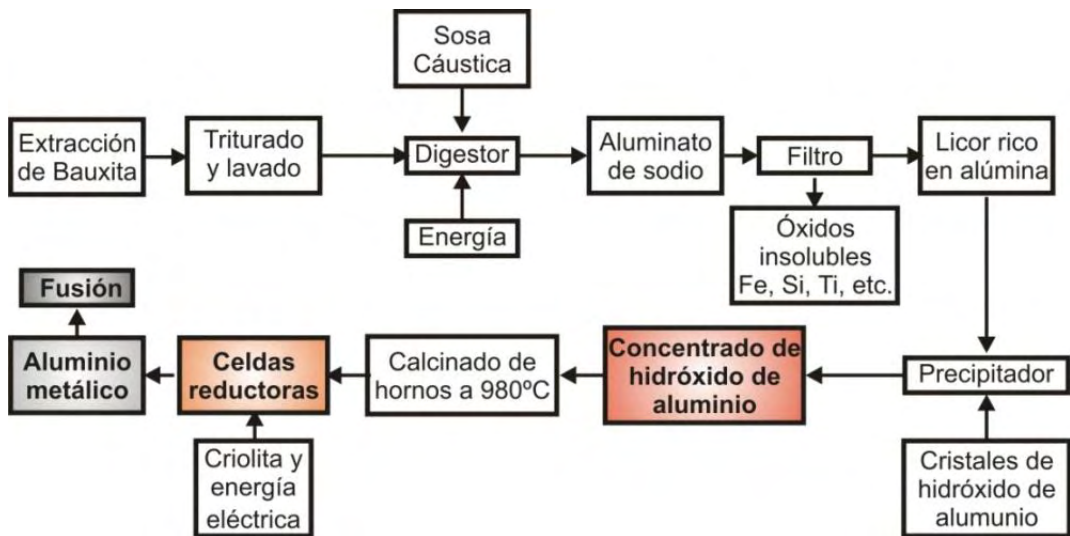 Sosa
Cáustica
Extracción
de Bauxita
Triturado
y lavado
Digestor
Aluminato
de sodio
Filtro
Licor rico
en alúmina
Energía
Óxidos
insolubles
Fe, Si, Ti, etc.
Fusión
Aluminio
metálico
Celdas
reductoras
Calcinado de
hornos a 980ºC
Concentrado de
hidróxido de
aluminio
Precipitador
Criolita y
energía
eléctrica
Cristales de
hidróxido de
alumunio